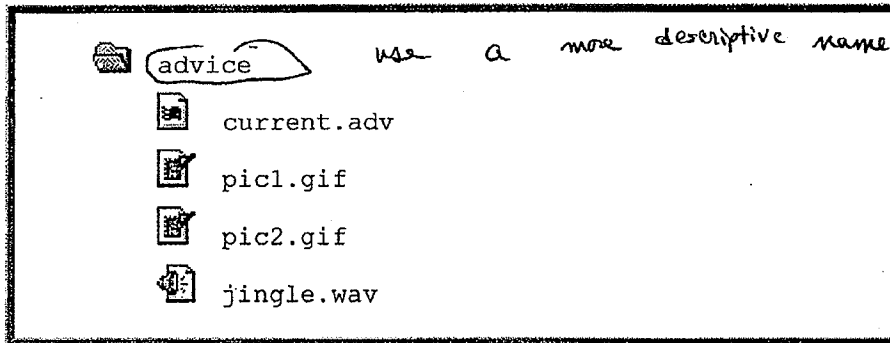 advice use a more descriptive name
current.adv
pic1.gif
pic2.gif
jingle.wav